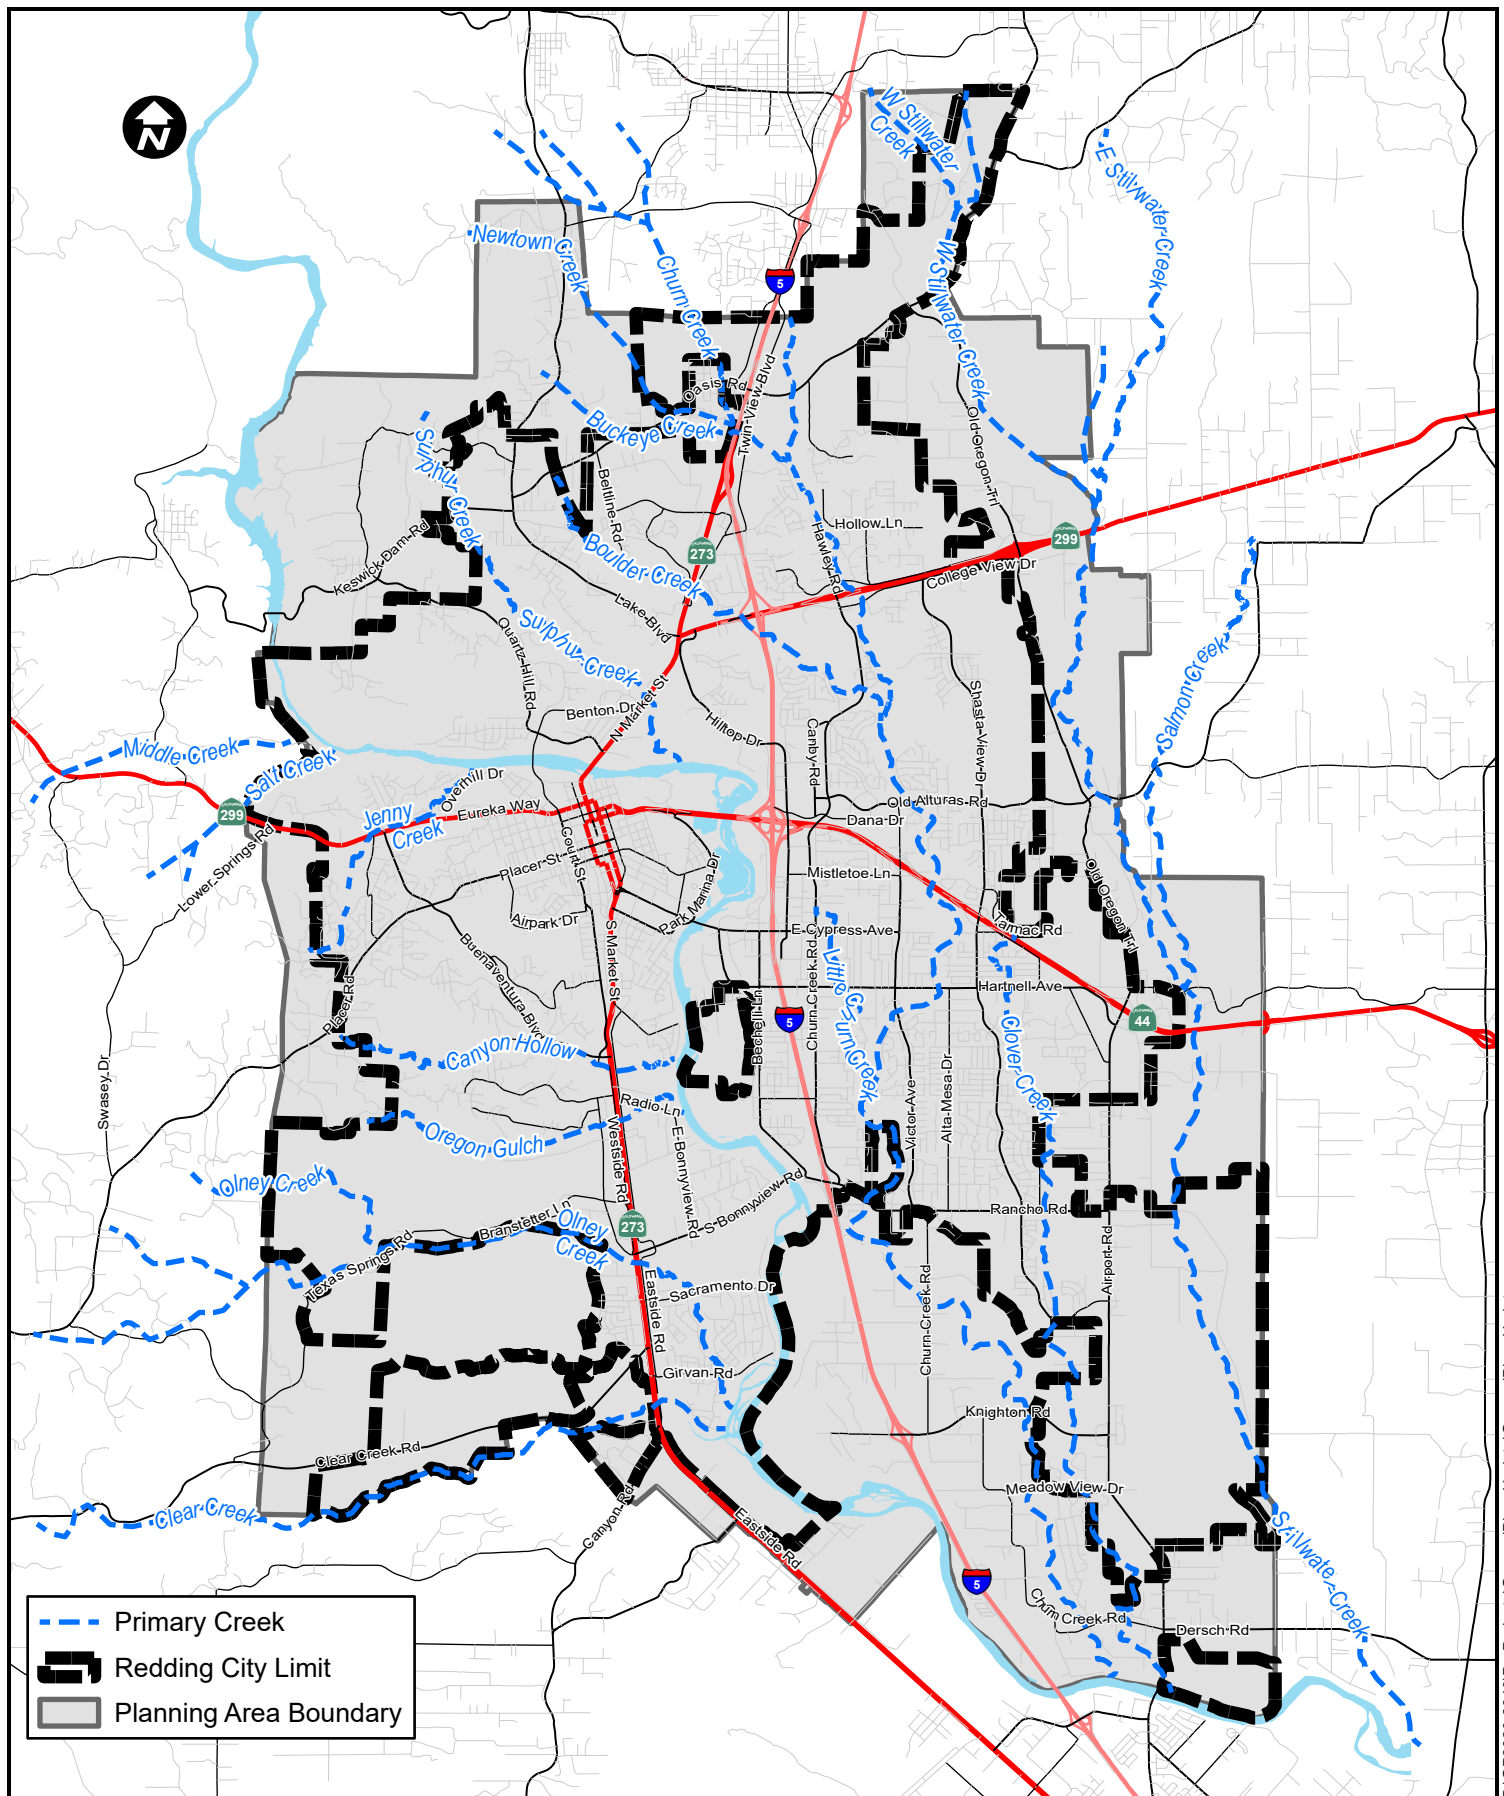 N
W Stillwater
Creek
E Stillwater Creek
Newtown Creek
Churn Creek
W Stillwater Creek
5
Oasis Rd
Twin View Blvd
Buckeye Creek
Old Oregon Trl
Sulphur Creek
Beltline Rd
Hollow Ln
Hawley Rd
299
273
Keswick Dam Rd
Boulder Creek
College View Dr
Lake Blvd
Sulphur Creek
Quartz Hill Rd
Salmon Creek
Benton Dr
N Market St
Hilltop Dr
Canby Rd
Shasta View Dr
Middle Creek
Salt Creek
Overhill Dr
Jenny
Creek
Eureka Way
Old Alturas Rd
Dana Dr
299
Lower Springs Rd
Court St
Placer St
Mistletoe Ln
Park Marina Dr
Old Oregon Trl
Airpark Dr
Tarmac Rd
E Cypress Ave
S Market St
Buenaventura Blvd
Little Churn Creek
Churn Creek Rd
Placer Rd
Hartnell Ave
Bechelli Ln
5
44
Clover Creek
Canyon Hollow
Swasey Dr
Radio Ln
Victor Ave
Alta Mesa Dr
Oregon Gulch
Westside Rd
E Bonnyview Rd
Olney Creek
S Bonnyview Rd
Branstetter Ln
Olney
Creek
273
Rancho Rd
Texas Springs Rd
Airport Rd
Sacramento Dr
Eastside Rd
Churn Creek Rd
Girvan Rd
Knighton Rd
Clear Creek Rd
Meadow View Dr
Clear Creek
Canyon Rd
Eastside Rd
Stillwater Creek
5
Churn Creek Rd
Dersch Rd
Primary Creek
Redding City Limit
Planning Area Boundary